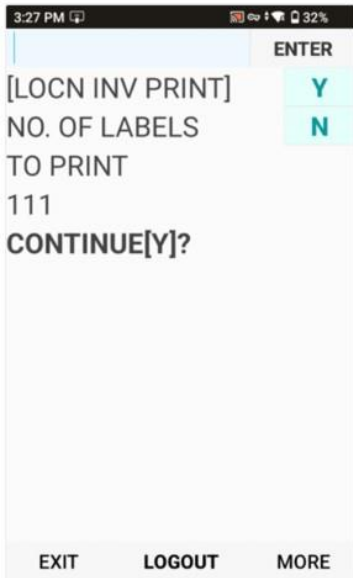 3:27 PM 32%
ENTER
[LOCN INV PRINT] Y
NO. OF LABELS N
TO PRINT
111
CONTINUE[Y]?
EXIT LOGOUT MORE